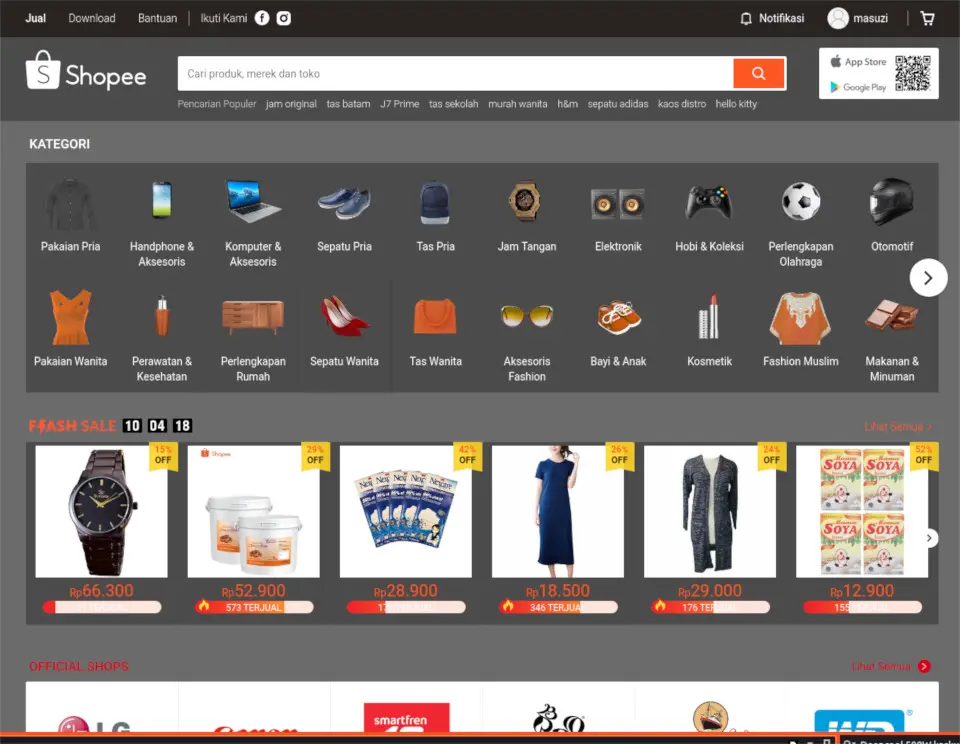 Jual Download Bantuan Ikuti Kami Notifikasi masuzi
Shopee
Cari produk, merek dan toko
App Store
Google Play
Pencarian Populer jam original tas batam J7 Prime tas sekolah murah wanita h&m sepatu adidas kaos distro hello kitty
KATEGORI
Pakaian Pria
Handphone &
Aksesoris
Komputer &
Aksesoris
Sepatu Pria
Tas Pria
Jam Tangan
Elektronik
Hobi & Koleksi
Perlengkapan
Olahraga
Otomotif
Pakaian Wanita
Perawatan &
Kesehatan
Perlengkapan
Rumah
Sepatu Wanita
Tas Wanita
Aksesoris
Fashion
Bayi & Anak
Kosmetik
Fashion Muslim
Makanan &
Minuman
FLASH SALE 10 04 18
Lihat Semua >
15%
OFF
Rp66.300
TERJUAL
Shopee
29%
OFF
Rp52.900
573 TERJUAL
42%
OFF
Rp28.900
26%
OFF
Rp18.500
346 TERJUAL
24%
OFF
Rp29.000
176 TERJUAL
SOYA
SOYA
SOYA
SOYA
52%
OFF
Rp12.900
155 TERJUAL
OFFICIAL SHOPS
Lihat Semua
LG
Canon
smartfren
WD